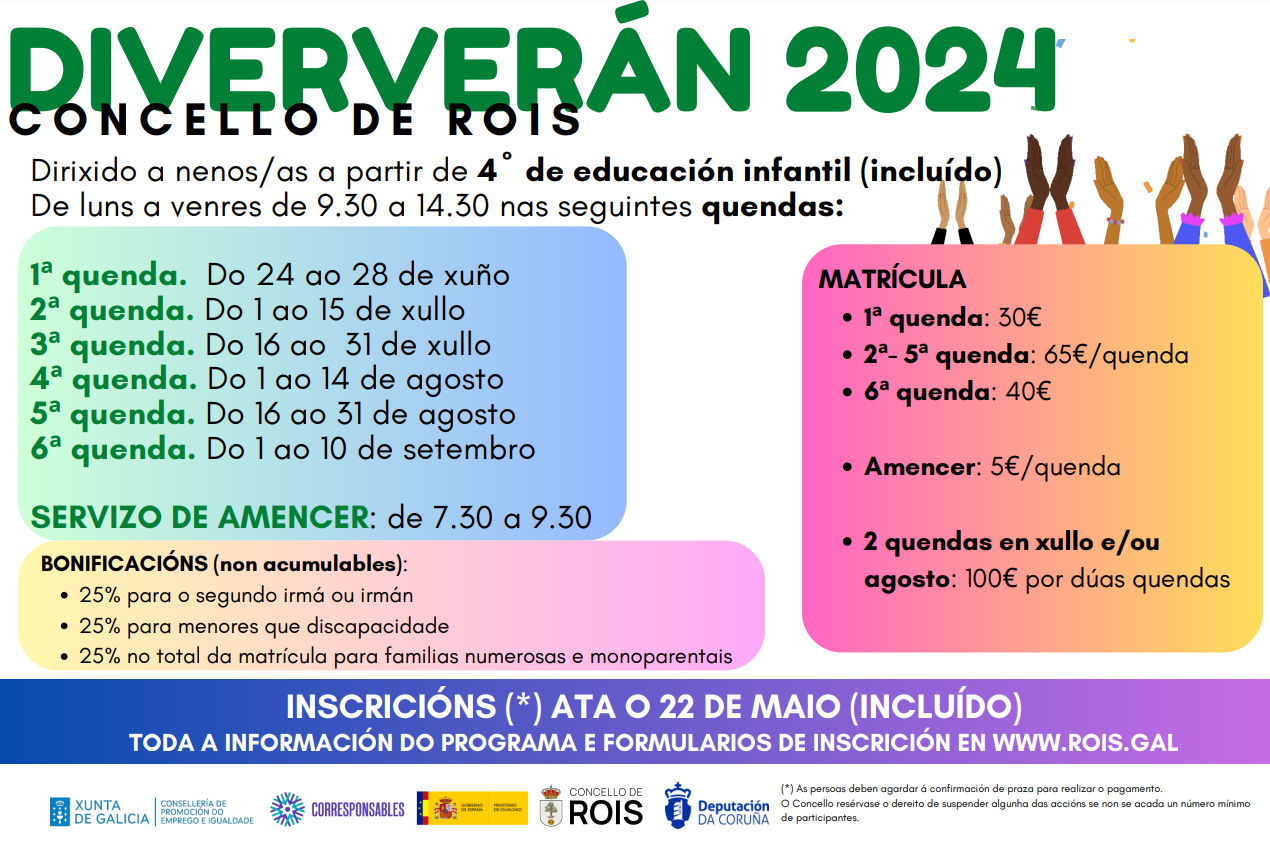 DIVERVERÁN 2024
CONCELLO DE ROIS
Dirixido a nenos/as a partir de 4° de educación infantil (incluído)
De luns a venres de 9.30 a 14.30 nas seguintes quendas:
1ª quenda. Do 24 ao 28 de xuño
2ª quenda. Do 1 ao 15 de xullo
3ª quenda. Do 16 ao 31 de xullo
4ª quenda. Do 1 ao 14 de agosto
5ª quenda. Do 16 ao 31 de agosto
6ª quenda. Do 1 ao 10 de setembro
SERVIZO DE AMENCER: de 7.30 a 9.30
MATRÍCULA
• 1ª quenda: 30€
• 2ª- 5ª quenda: 65€/quenda
• 6ª quenda: 40€
• Amencer: 5€/quenda
• 2 quendas en xullo e/ou
agosto: 100€ por dúas quendas
BONIFICACIÓNS (non acumulables):
• 25% para o segundo irmá ou irmán
• 25% para menores que discapacidade
• 25% no total da matrícula para familias numerosas e monoparentais
INSCRICIÓNS (*) ATA O 22 DE MAIO (INCLUÍDO)
TODA A INFORMACIÓN DO PROGRAMA E FORMULARIOS DE INSCRICIÓN EN WWW.ROIS.GAL
XUNTA
DE GALICIA
CONSELLERÍA DE
PROMOCIÓN DO
EMPREGO E IGUALDADE
CORRESPONSABLES
GOBIERNO
DE ESPAÑA
MINISTERIO
DE IGUALDAD
CONCELLO DE
ROIS
Deputación
DA CORUÑA
(*) As persoas deben agardar á confirmación de praza para realizar o pagamento.
O Concello resérvase o dereito de suspender algunha das accións se non se acada un número mínimo
de participantes.